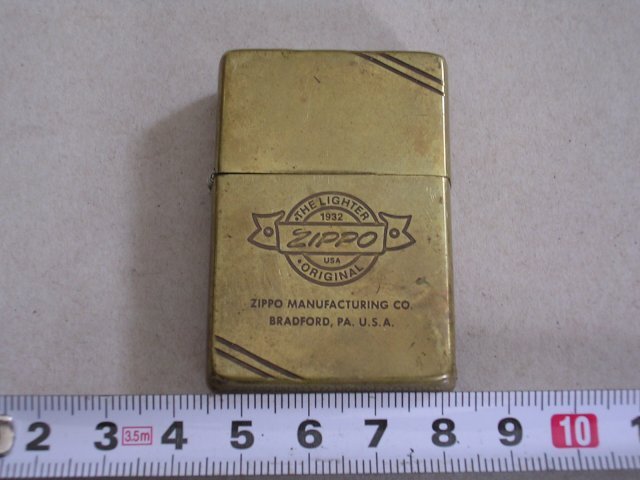 THE LIGHTER
1932
ZIPPO
USA
ORIGINAL
ZIPPO MANUFACTURING CO.
BRADFORD, PA. U.S.A.
2 3 3.5m 4 5 6 7 8 9 10